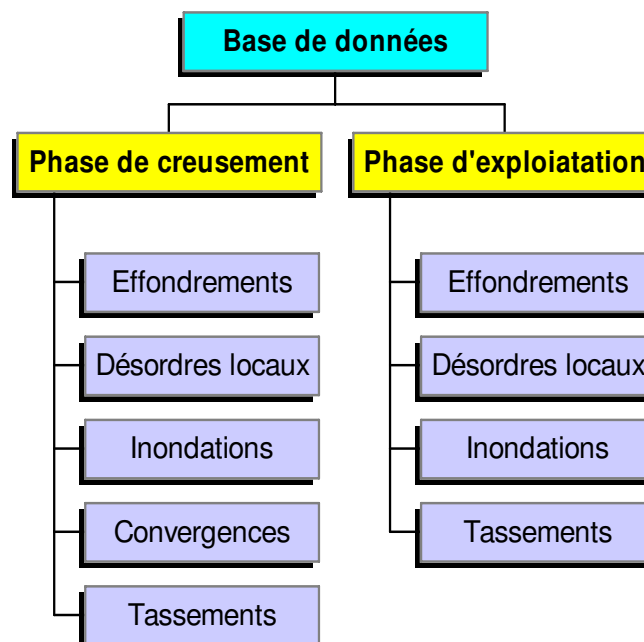 Base de données
Phase de creusement
Phase d'exploiatation
Effondrements
Désordres locaux
Inondations
Convergences
Tassements
Effondrements
Désordres locaux
Inondations
Tassements